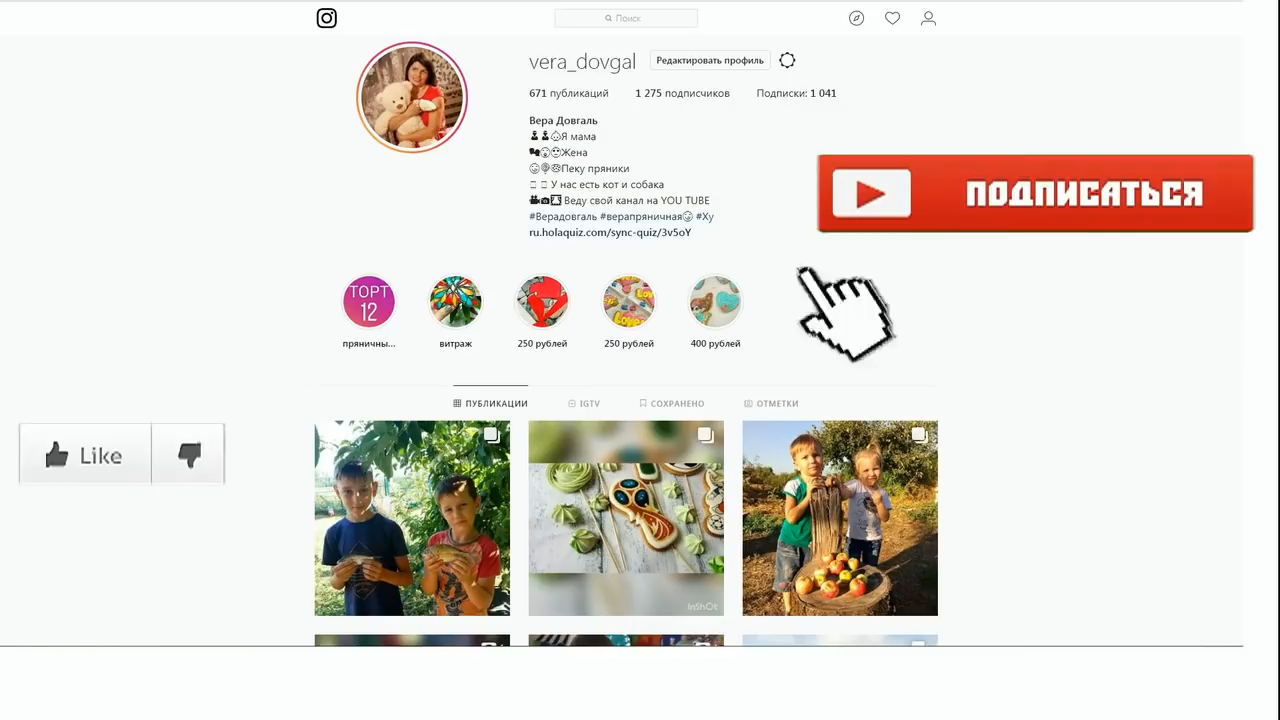 Поиск
vera_dovgal Редактировать профиль
671 публикаций 1 275 подписчиков Подписки: 1 041
Вера Довгаль
Я мама
Жена
Пеку пряники
У нас есть кот и собака
Веду свой канал на YOU TUBE
#Верадовгаль #верапряничная #Ху
ru.holaquiz.com/sync-quiz/3v5oY
ПОДПИСАТЬСЯ
ТОРТ
12
пряничны... витраж 250 рублей 250 рублей 400 рублей
ПУБЛИКАЦИИ IGTV СОХРАНЕНО ОТМЕТКИ
Like
InShOt